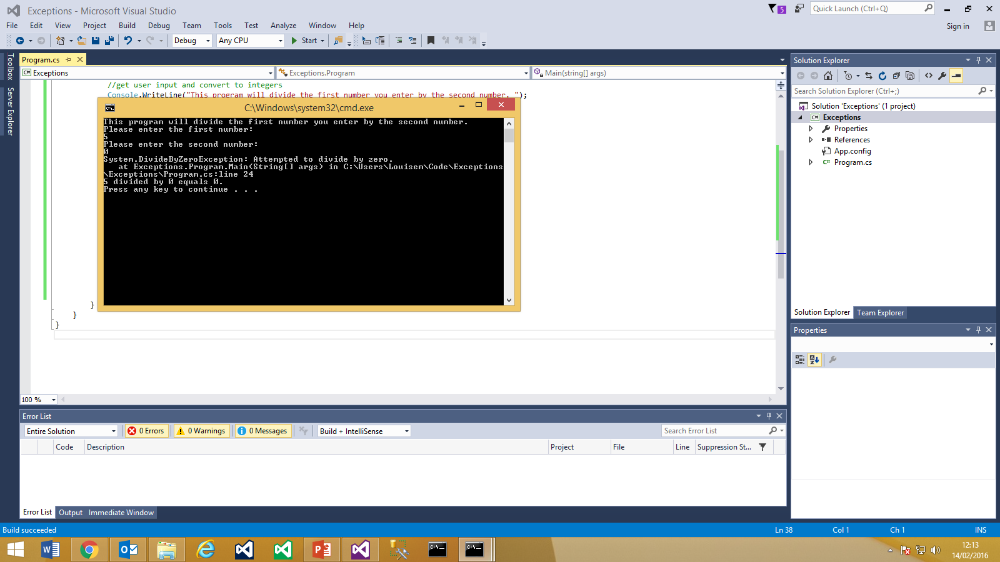 Exceptions - Microsoft Visual Studio
5
Quick Launch (Ctrl+Q)
File Edit View Project Build Debug Team Tools Test Analyze Window Help
Sign in
Debug Any CPU Start
Toolbox
Server Explorer
Program.cs
C# Exceptions Exceptions.Program Main(string[] args)
//get user input and convert to integers
Console.WriteLine("This program will divide the first number you enter by the second number. ");
C:\Windows\system32\cmd.exe
This program will divide the first number you enter by the second number.
Please enter the first number:
5
Please enter the second number:
0
System.DivideByZeroException: Attempted to divide by zero.
   at Exceptions.Program.Main(String[] args) in C:\Users\Louisem\Code\Exceptions
\Exceptions\Program.cs:line 24
5 divided by 0 equals 0.
Press any key to continue . . .
}
}
}
100 %
Solution Explorer
Search Solution Explorer (Ctrl+;)
Solution 'Exceptions' (1 project)
C# Exceptions
Properties
References
App.config
C# Program.cs
Solution Explorer Team Explorer
Properties
Error List
Entire Solution 0 Errors 0 Warnings 0 Messages Build + IntelliSense Search Error List
Code Description Project File Line Suppression St...
Error List Output Immediate Window
Build succeeded
Ln 38 Col 1 Ch 1 INS
12:13
14/02/2016